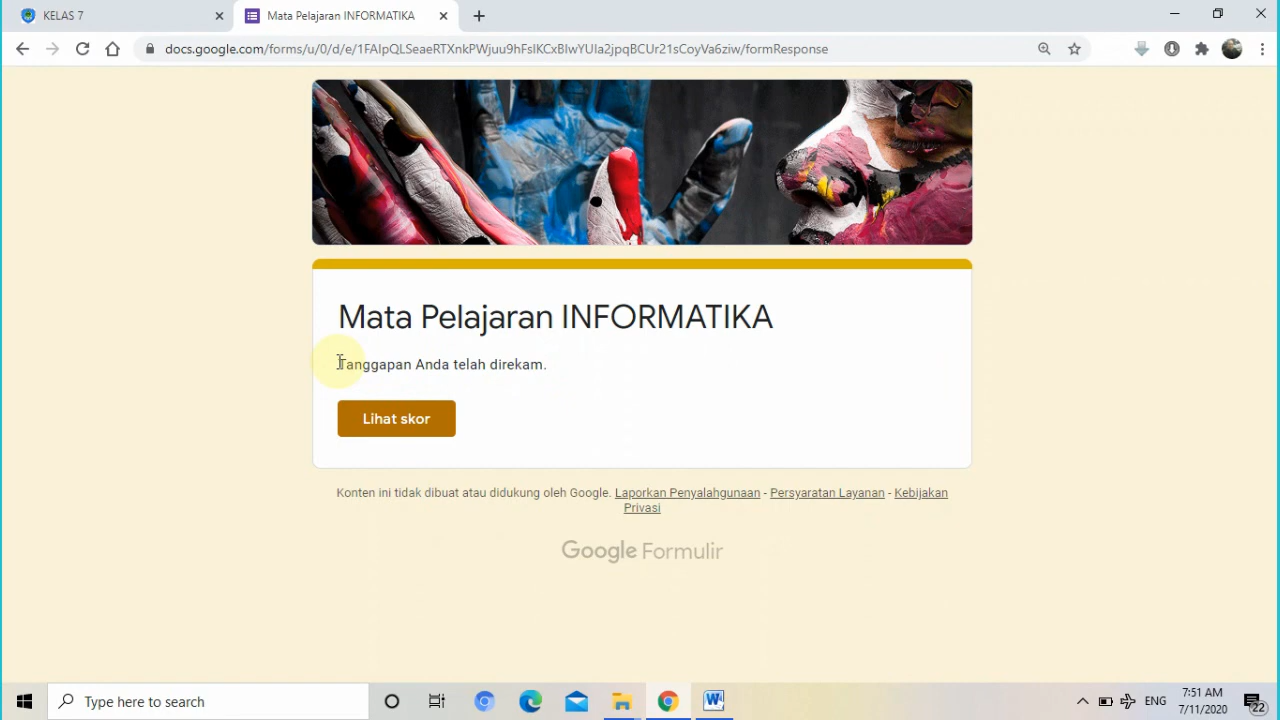 KELAS 7
Mata Pelajaran INFORMATIKA
docs.google.com/forms/u/0/d/e/1FAIpQLSeaeRTXnkPWjuu9hFsIKCxBIwYUIa2jpqBCUr21sCoyVa6ziw/formResponse
Mata Pelajaran INFORMATIKA
Tanggapan Anda telah direkam.
Lihat skor
Konten ini tidak dibuat atau didukung oleh Google. Laporkan Penyalahgunaan - Persyaratan Layanan - Kebijakan
Privasi
Google Formulir
Type here to search
ENG
7:51 AM
7/11/2020
22